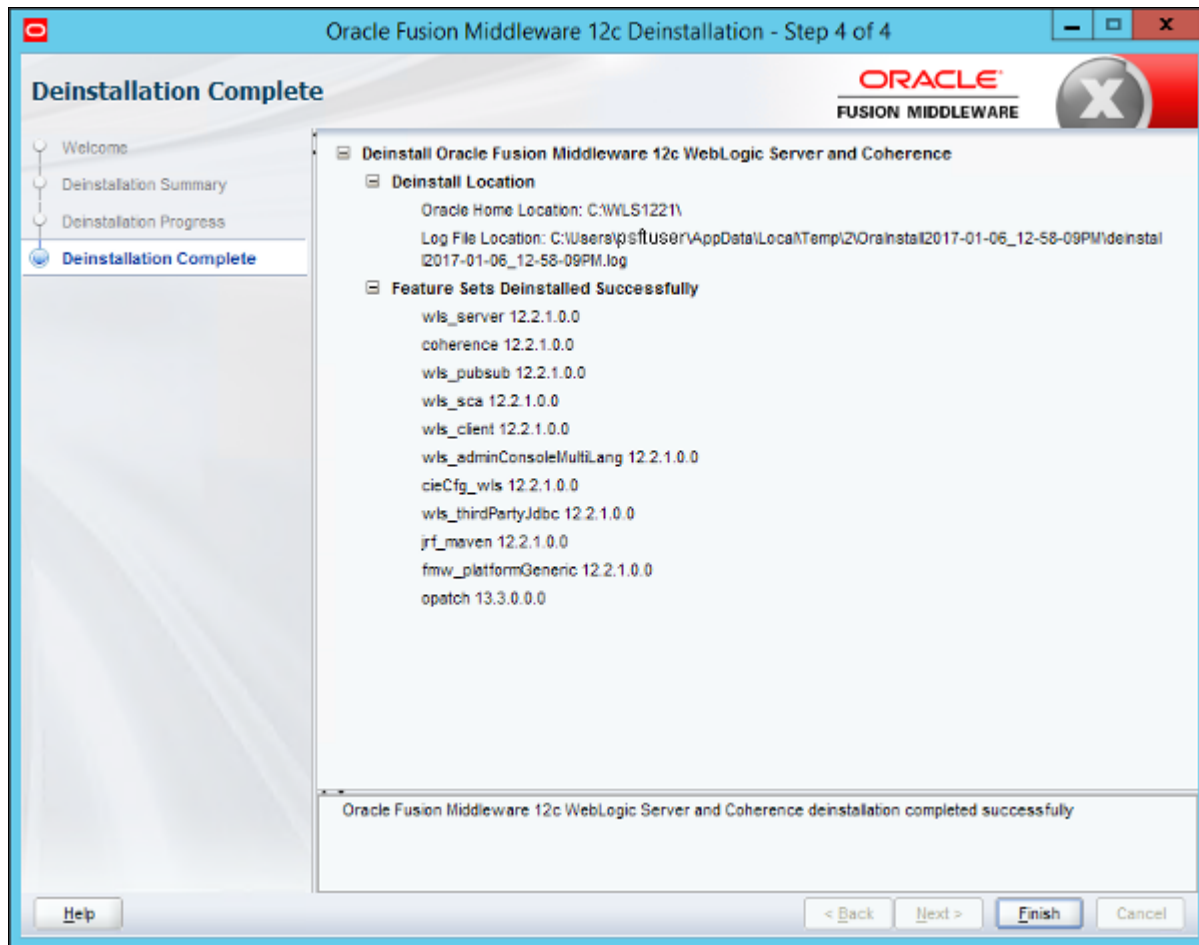 Oracle Fusion Middleware 12c Deinstallation - Step 4 of 4
Deinstallation Complete
ORACLE
FUSION MIDDLEWARE
Welcome
Deinstallation Summary
Deinstallation Progress
Deinstallation Complete
Deinstall Oracle Fusion Middleware 12c WebLogic Server and Coherence
Deinstall Location
Oracle Home Location: C:\WLS1221\
Log File Location: C:\Users\psftuser\AppData\Local\Temp\2\OraInstall2017-01-06_12-58-09PM\deinstal
l2017-01-06_12-58-09PM.log
Feature Sets Deinstalled Successfully
wls_server 12.2.1.0.0
coherence 12.2.1.0.0
wls_pubsub 12.2.1.0.0
wls_sca 12.2.1.0.0
wls_client 12.2.1.0.0
wls_adminConsoleMultiLang 12.2.1.0.0
cieCfg_wls 12.2.1.0.0
wls_thirdPartyJdbc 12.2.1.0.0
jrf_maven 12.2.1.0.0
fmw_platformGeneric 12.2.1.0.0
opatch 13.3.0.0.0
Oracle Fusion Middleware 12c WebLogic Server and Coherence deinstallation completed successfully
Help
< Back
Next >
Finish
Cancel